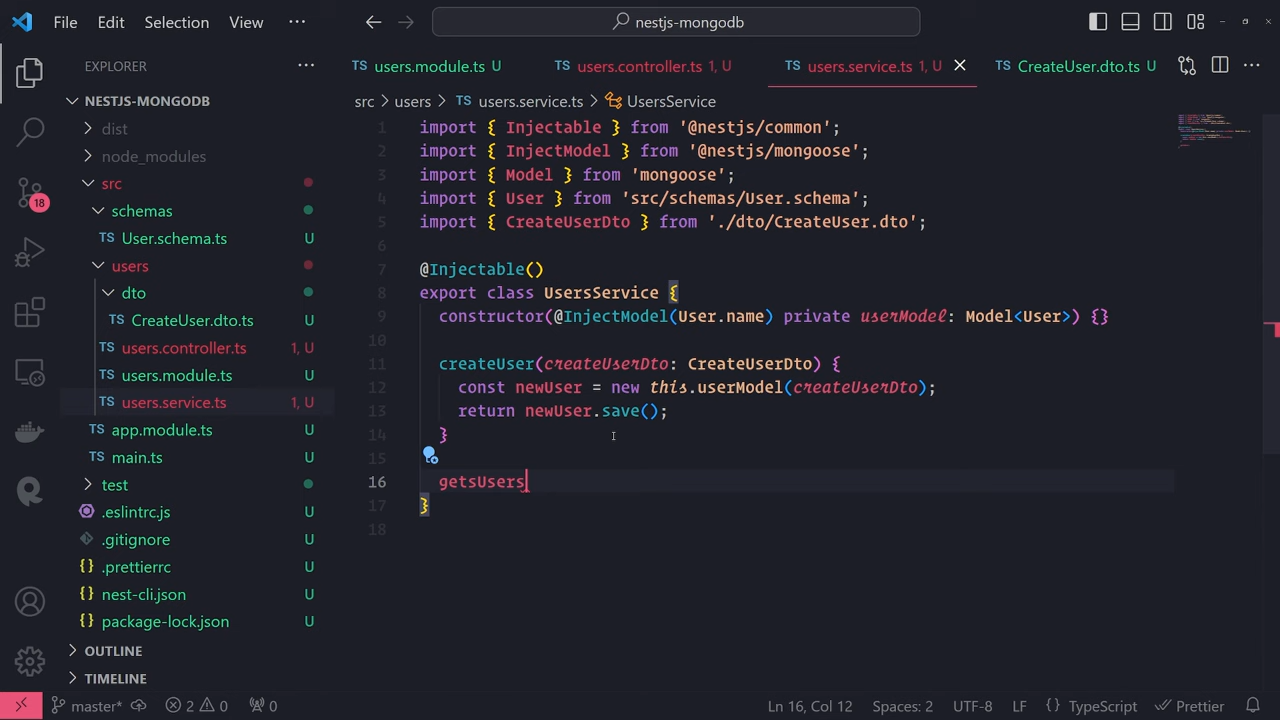 File Edit Selection View ···
nestjs-mongodb
EXPLORER ···
TS users.module.ts U
TS users.controller.ts 1, U
TS users.service.ts 1, U
TS CreateUser.dto.ts U
···
NESTJS-MONGODB
dist
node_modules
src
schemas
TS User.schema.ts U
users
dto
TS CreateUser.dto.ts U
TS users.controller.ts 1, U
TS users.module.ts U
TS users.service.ts 1, U
TS app.module.ts U
TS main.ts U
test
.eslintrc.js U
.gitignore U
.prettierrc U
{} nest-cli.json U
{} package-lock.json U
OUTLINE
TIMELINE
18
src > users > TS users.service.ts > UsersService
1 import { Injectable } from '@nestjs/common';
2 import { InjectModel } from '@nestjs/mongoose';
3 import { Model } from 'mongoose';
4 import { User } from 'src/schemas/User.schema';
5 import { CreateUserDto } from './dto/CreateUser.dto';
6
7 @Injectable()
8 export class UsersService {
9 constructor(@InjectModel(User.name) private userModel: Model<User>) {}
10
11 createUser(createUserDto: CreateUserDto) {
12 const newUser = new this.userModel(createUserDto);
13 return newUser.save();
14 }
15
16 getsUsers
17 }
18
master* 2 0 0 Ln 16, Col 12 Spaces: 2 UTF-8 LF {} TypeScript Prettier